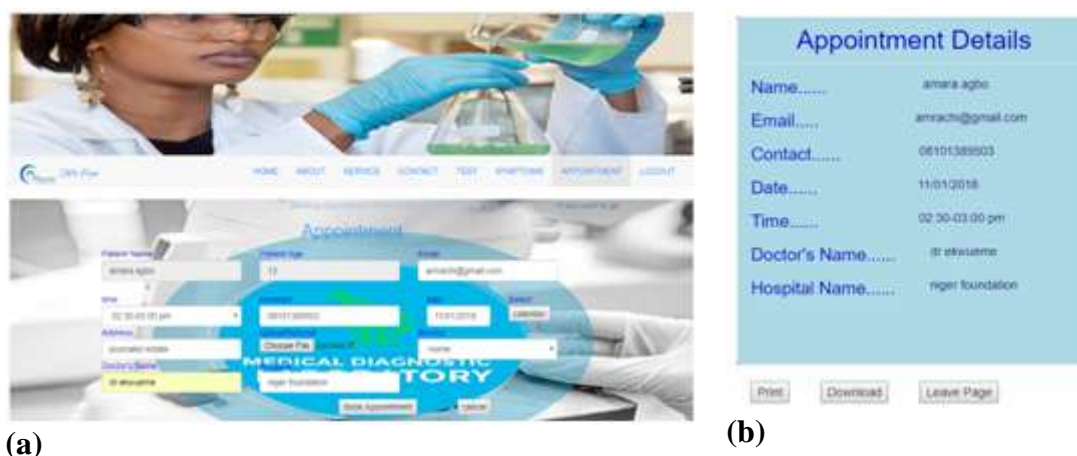 HOME ABOUT SERVICE CONTACT TEST SYMPTOMS APPOINTMENT LOGOUT
Appointment
Patient Name Patient Age Email
amara agbo 13 amrachi@gmail.com
time Contact Date Select
02:30-03:00 pm 08101389503 11/01/2018 calendar
Address
estate Choose File home
MEDICAL DIAGNOSTIC
Doctor's Name
dr ekwueme niger foundation
Book Appointment cancel
(a)
Appointment Details
Name...... amara agbo
Email..... amrachi@gmail.com
Contact...... 08101389503
Date...... 11/01/2018
Time...... 02:30-03:00 pm
Doctor's Name...... dr ekwueme
Hospital Name...... niger foundation
Print Download Leave Page
(b)